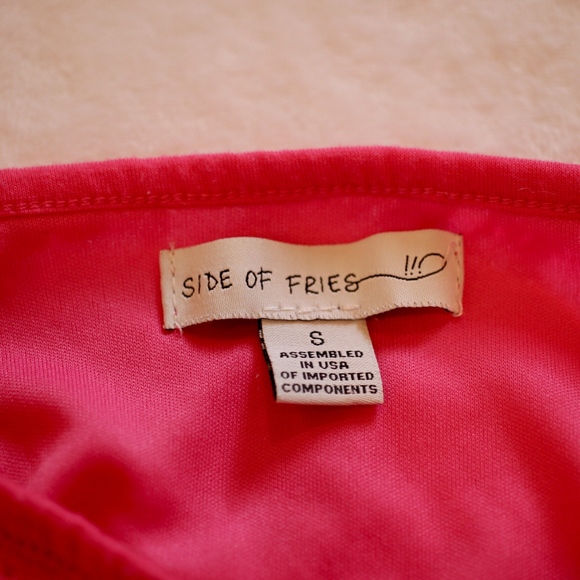 SIDE OF FRIES
S
ASSEMBLED
IN USA
OF IMPORTED
COMPONENTS